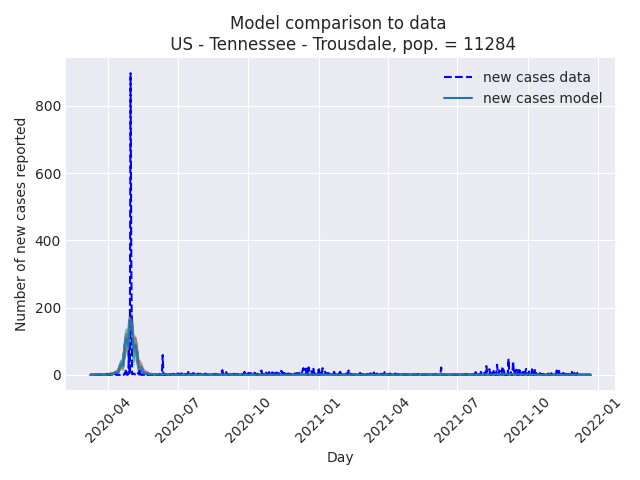 Model comparison to data
US - Tennessee - Trousdale, pop. = 11284
new cases data
new cases model
Number of new cases reported
800
600
400
200
0
2020-04
2020-07
2020-10
2021-01
2021-04
2021-07
2021-10
2022-01
Day